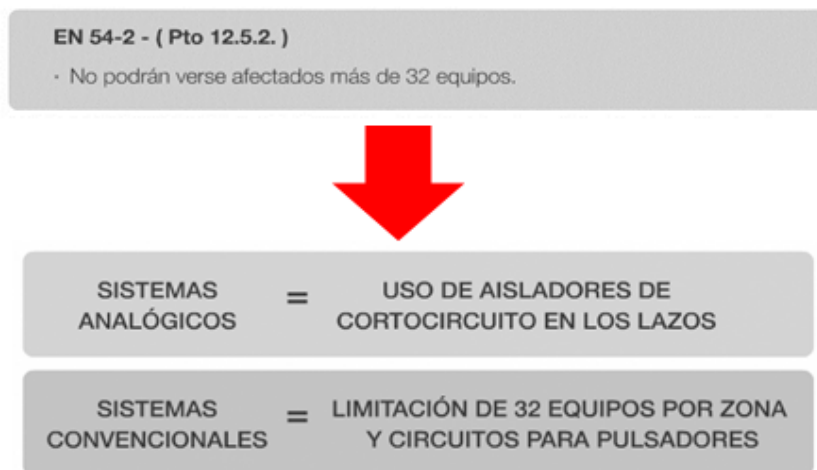 EN 54-2 - ( Pto 12.5.2. )
· No podrán verse afectados más de 32 equipos.
SISTEMAS
ANALÓGICOS
=
USO DE AISLADORES DE
CORTOCIRCUITO EN LOS LAZOS
SISTEMAS
CONVENCIONALES
=
LIMITACIÓN DE 32 EQUIPOS POR ZONA
Y CIRCUITOS PARA PULSADORES